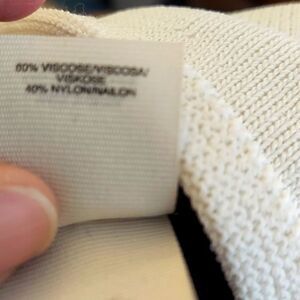 60% VISCOSE/VISCOSA/
VISKOSE
40% NYLON/NAILON